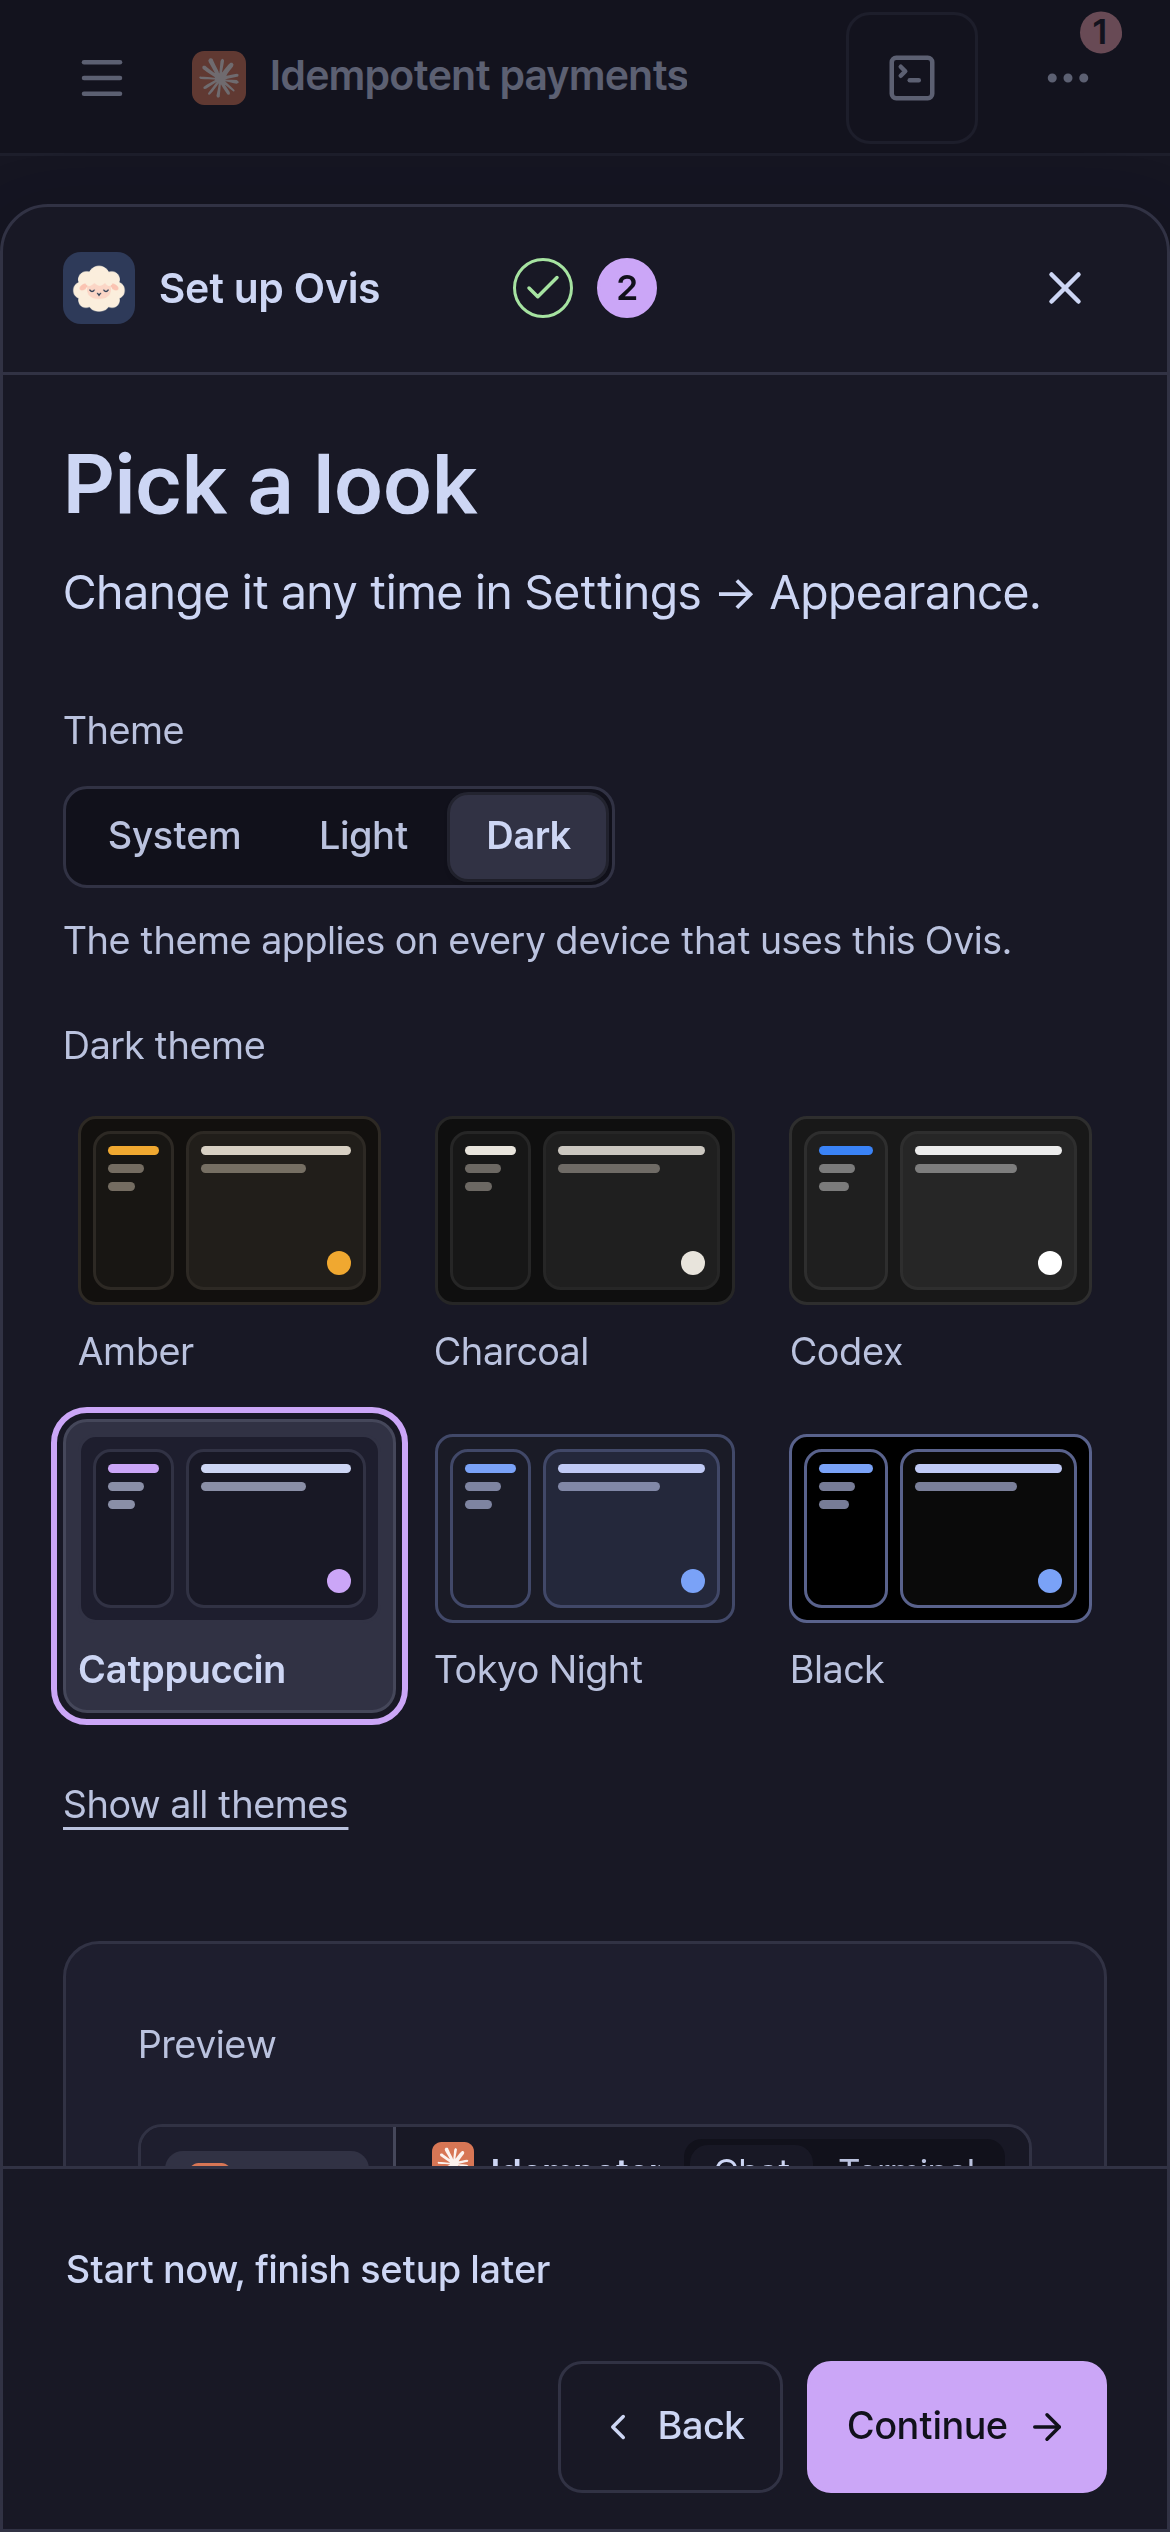 Idempotent payments
1
Set up Ovis
2
Pick a look
Change it any time in Settings → Appearance.
Theme
System Light Dark
The theme applies on every device that uses this Ovis.
Dark theme
Amber Charcoal Codex
Catppuccin Tokyo Night Black
Show all themes
Preview
Chat Terminal
Start now, finish setup later
Back Continue